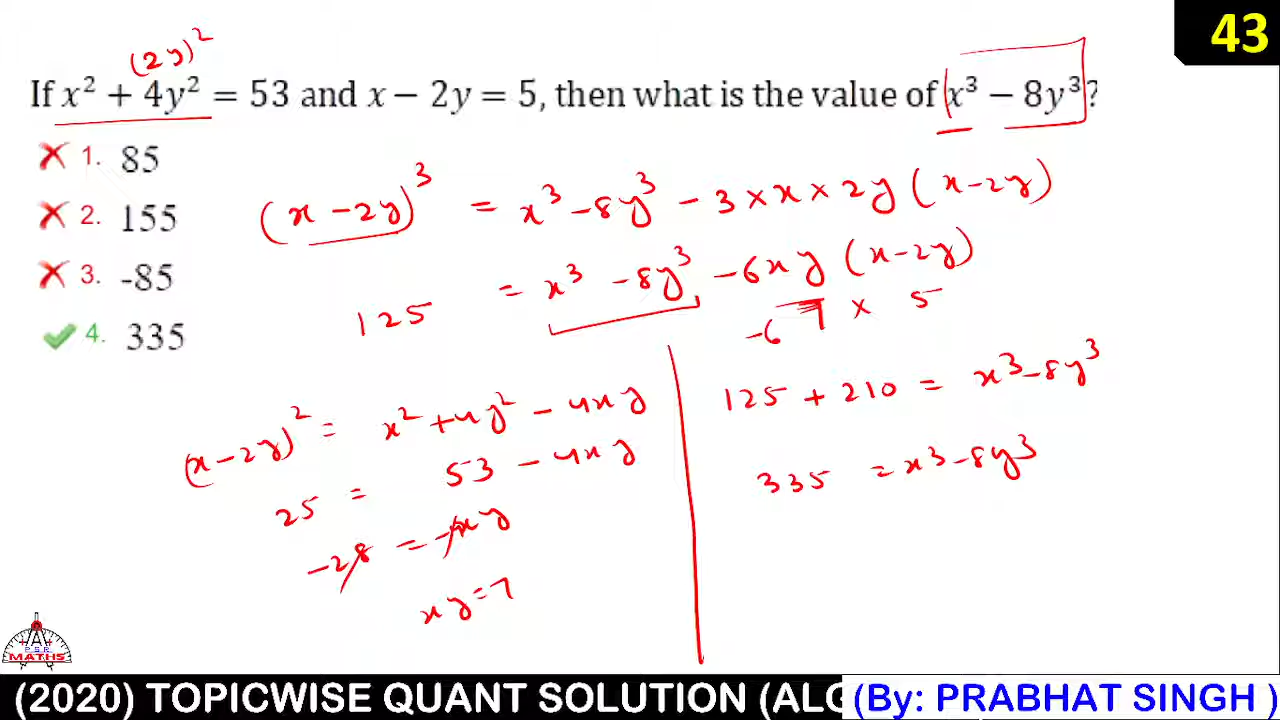 43
(2y)²
If x² + 4y² = 53 and x − 2y = 5, then what is the value of x³ − 8y³?
1. 85
2. 155
3. -85
4. 335
(x − 2y)³ = x³ − 8y³ − 3 × x × 2y (x − 2y)
125 = x³ − 8y³ − 6xy (x − 2y)
−6 7 × 5
(x − 2y)² = x² + 4y² − 4xy
25 = 53 − 4xy
−28 = −4xy
xy = 7
125 + 210 = x³ − 8y³
335 = x³ − 8y³
P S R
MATHS
(2020) TOPICWISE QUANT SOLUTION (ALG (By: PRABHAT SINGH )